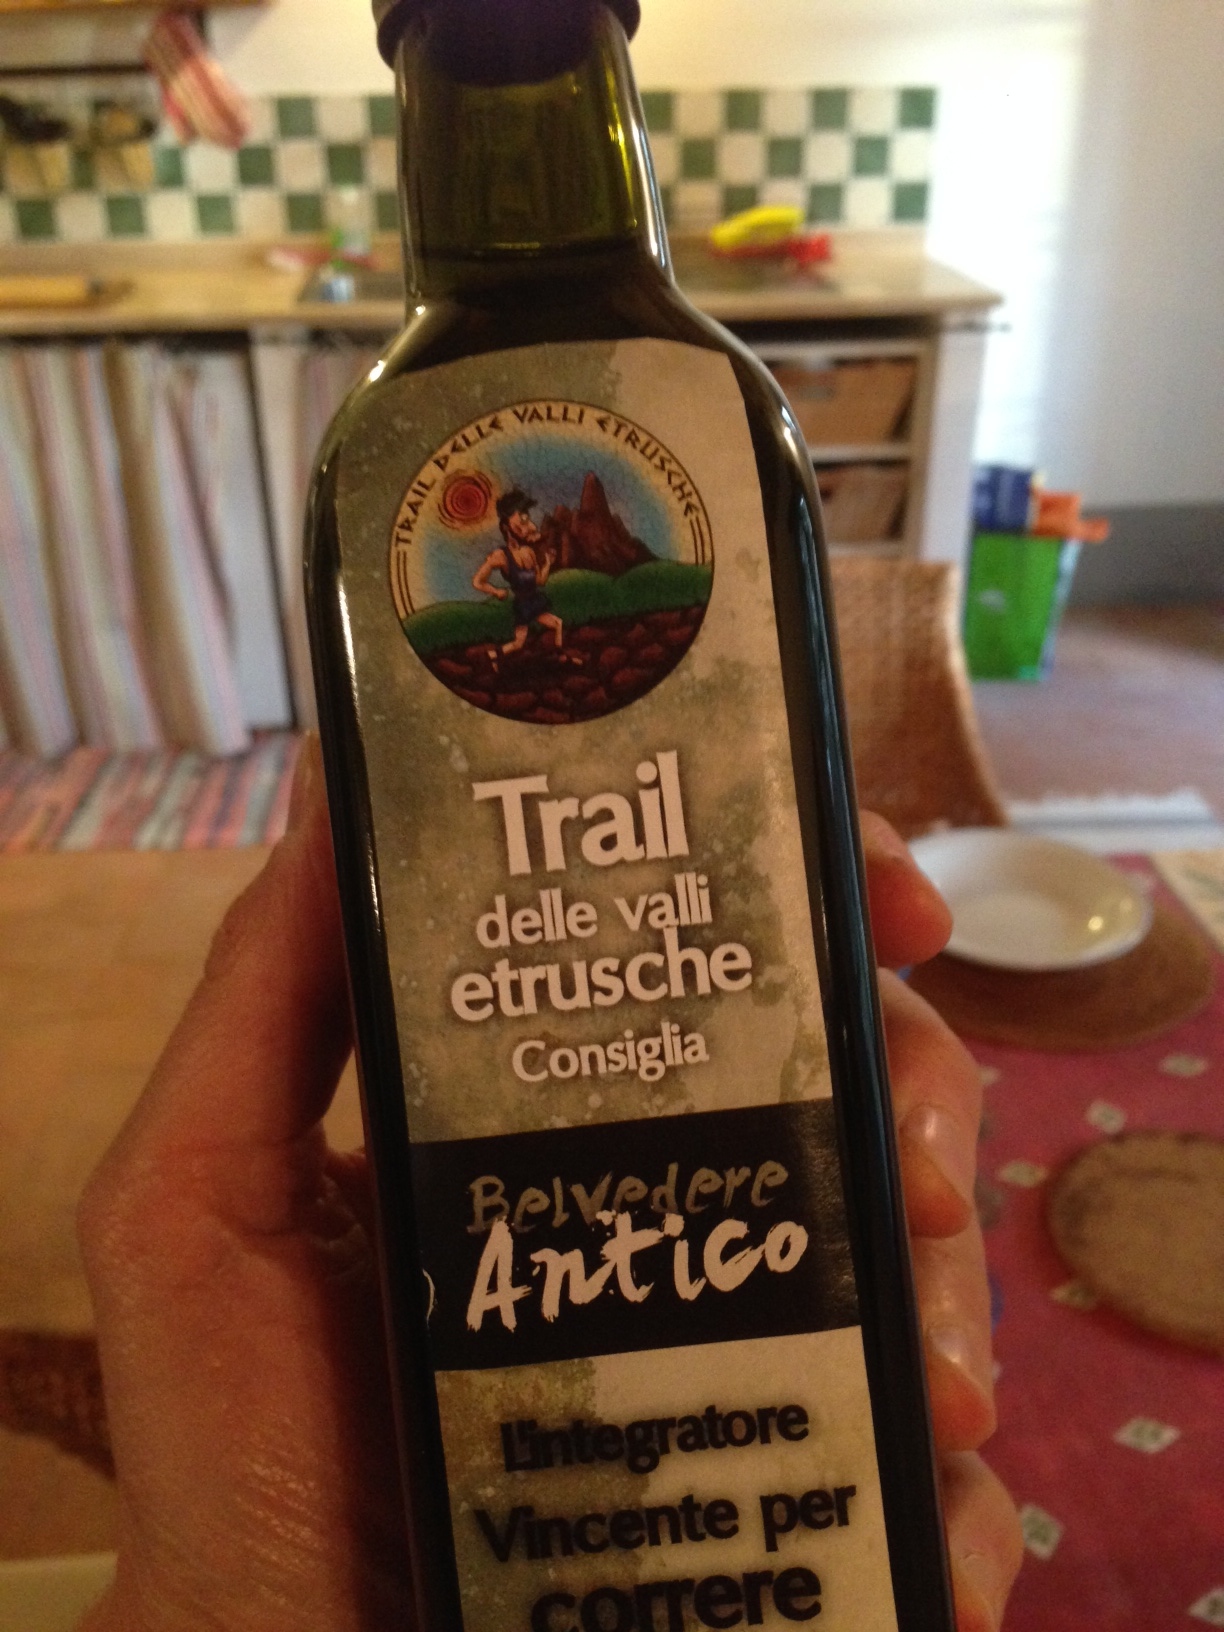 TRAIL DELLE VALLI ETRUSCHE
Trail
delle valli
etrusche
Consiglia
Belvedere
Antico
L'integratore
Vincente per
correre